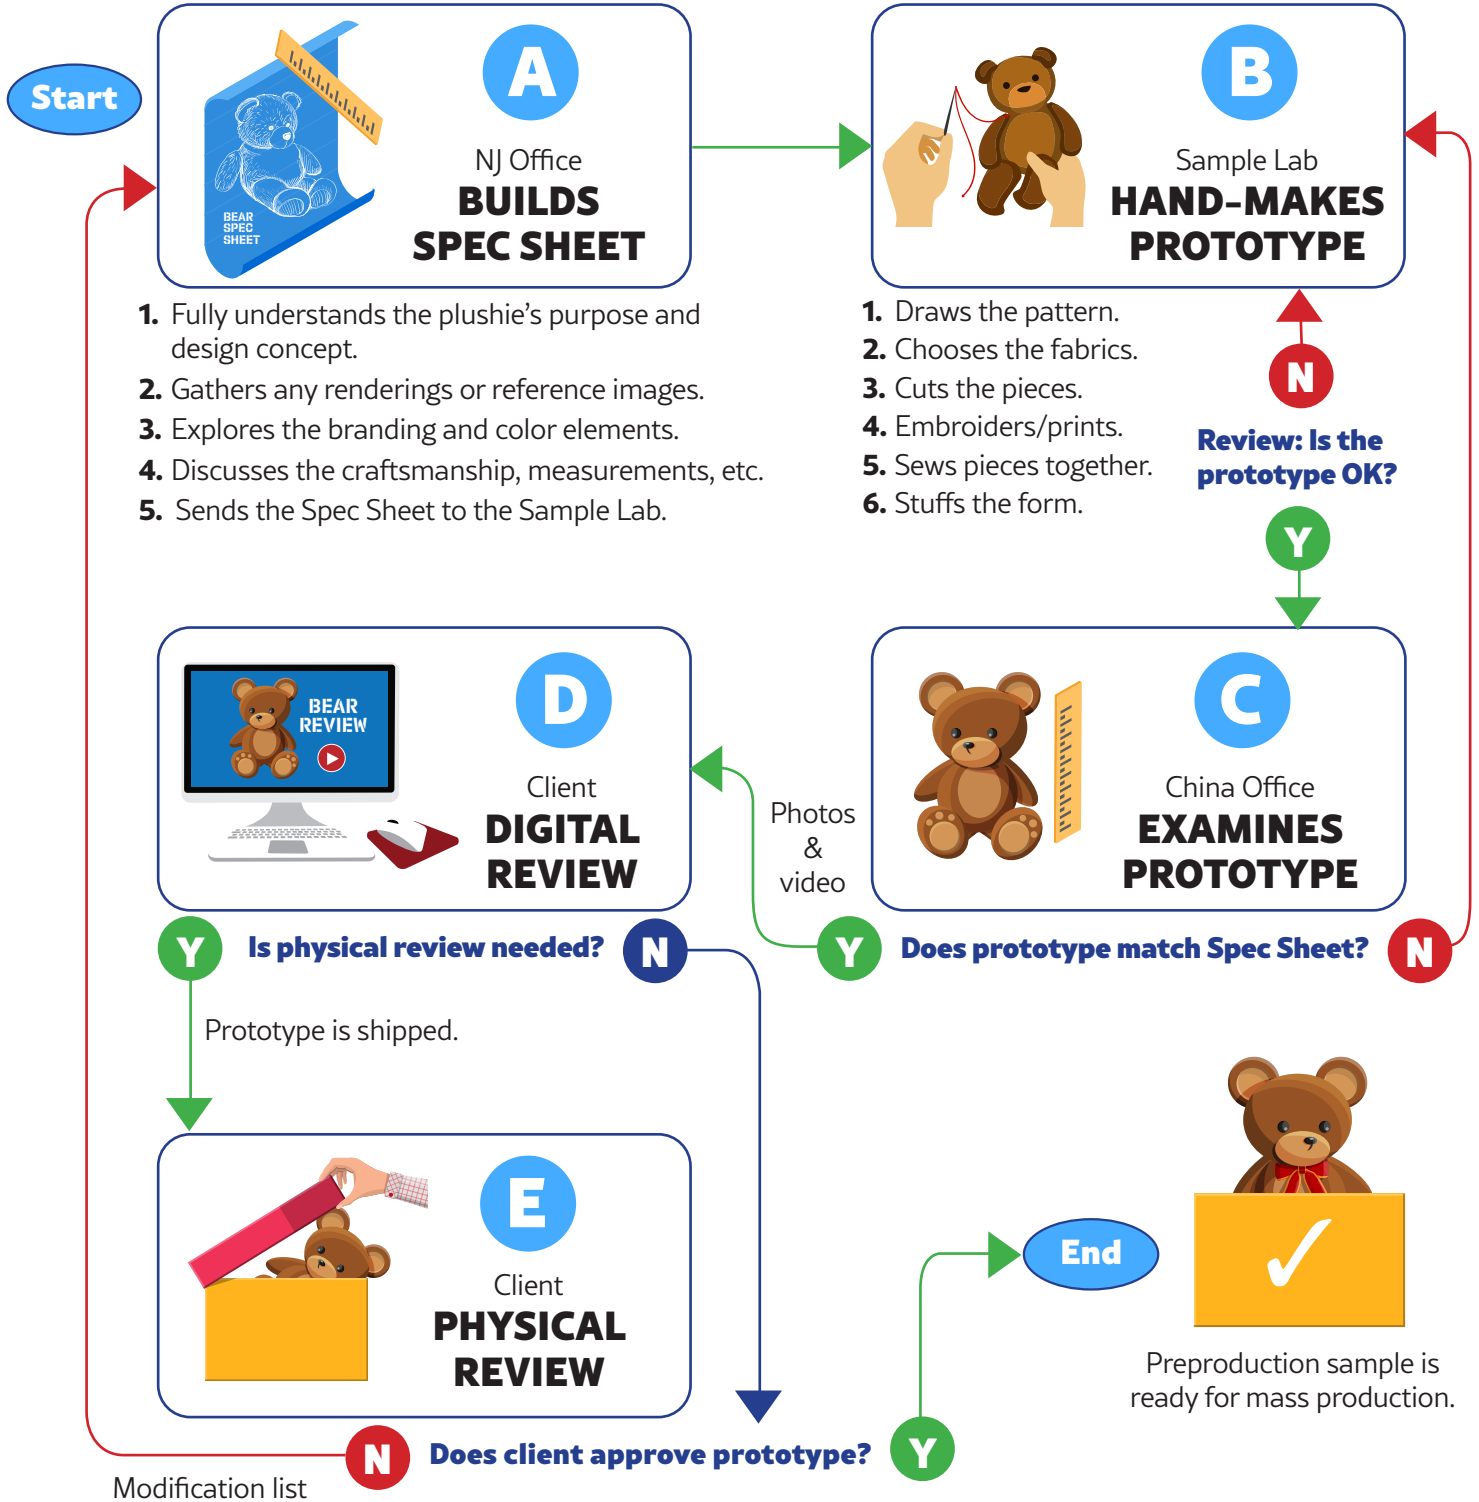 Start
A
NJ Office
BUILDS
SPEC SHEET
BEAR
SPEC
SHEET
1. Fully understands the plushie’s purpose and
design concept.
2. Gathers any renderings or reference images.
3. Explores the branding and color elements.
4. Discusses the craftsmanship, measurements, etc.
5. Sends the Spec Sheet to the Sample Lab.
B
Sample Lab
HAND-MAKES
PROTOTYPE
1. Draws the pattern.
2. Chooses the fabrics.
3. Cuts the pieces.
4. Embroiders/prints.
5. Sews pieces together.
6. Stuffs the form.
N
Review: Is the
prototype OK?
Y
C
China Office
EXAMINES
PROTOTYPE
Y
Does prototype match Spec Sheet?
N
Photos
&
video
D
Client
DIGITAL
REVIEW
BEAR
REVIEW
Y
Is physical review needed?
N
Prototype is shipped.
E
Client
PHYSICAL
REVIEW
N
Does client approve prototype?
Y
Modification list
End
Preproduction sample is
ready for mass production.